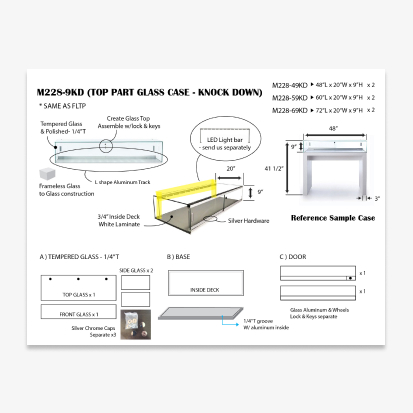 M228-9KD (TOP PART GLASS CASE - KNOCK DOWN)
* SAME AS FLTP
M228-49KD ▶ 48"L x 20"W x 9"H x 2
M228-59KD ▶ 60"L x 20"W x 9"H x 2
M228-69KD ▶ 72"L x 20"W x 9"H x 2
Create Glass Top
Assemble w/lock & keys
Tempered Glass
& Polished- 1/4"T
LED Light bar
- send us separately
48"
9"
41 1/2"
3"
Reference Sample Case
L shape Aluminum Track
Frameless Glass
to Glass construction
20"
9"
3/4" Inside Deck
White Laminate
Silver Hardware
A ) TEMPERED GLASS - 1/4"T
SIDE GLASS x 2
TOP GLASS x 1
FRONT GLASS x 1
Silver Chrome Caps
Separate x3
B ) BASE
INSIDE DECK
1/4"T groove
W/ aluminum inside
C ) DOOR
x 1
x 1
Glass Aluminum & Wheels
Lock & Keys separate